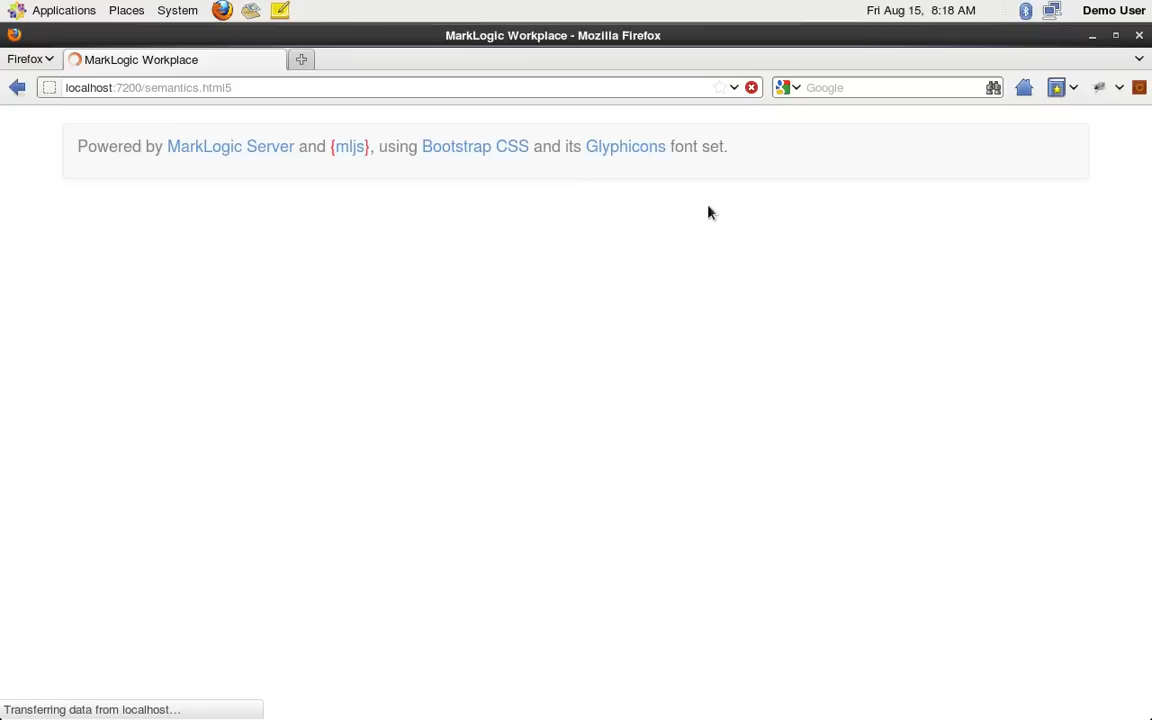 Applications Places System Fri Aug 15, 8:18 AM Demo User
MarkLogic Workplace - Mozilla Firefox
Firefox MarkLogic Workplace
localhost:7200/semantics.html5 Google
Powered by MarkLogic Server and {mljs}, using Bootstrap CSS and its Glyphicons font set.
Transferring data from localhost...